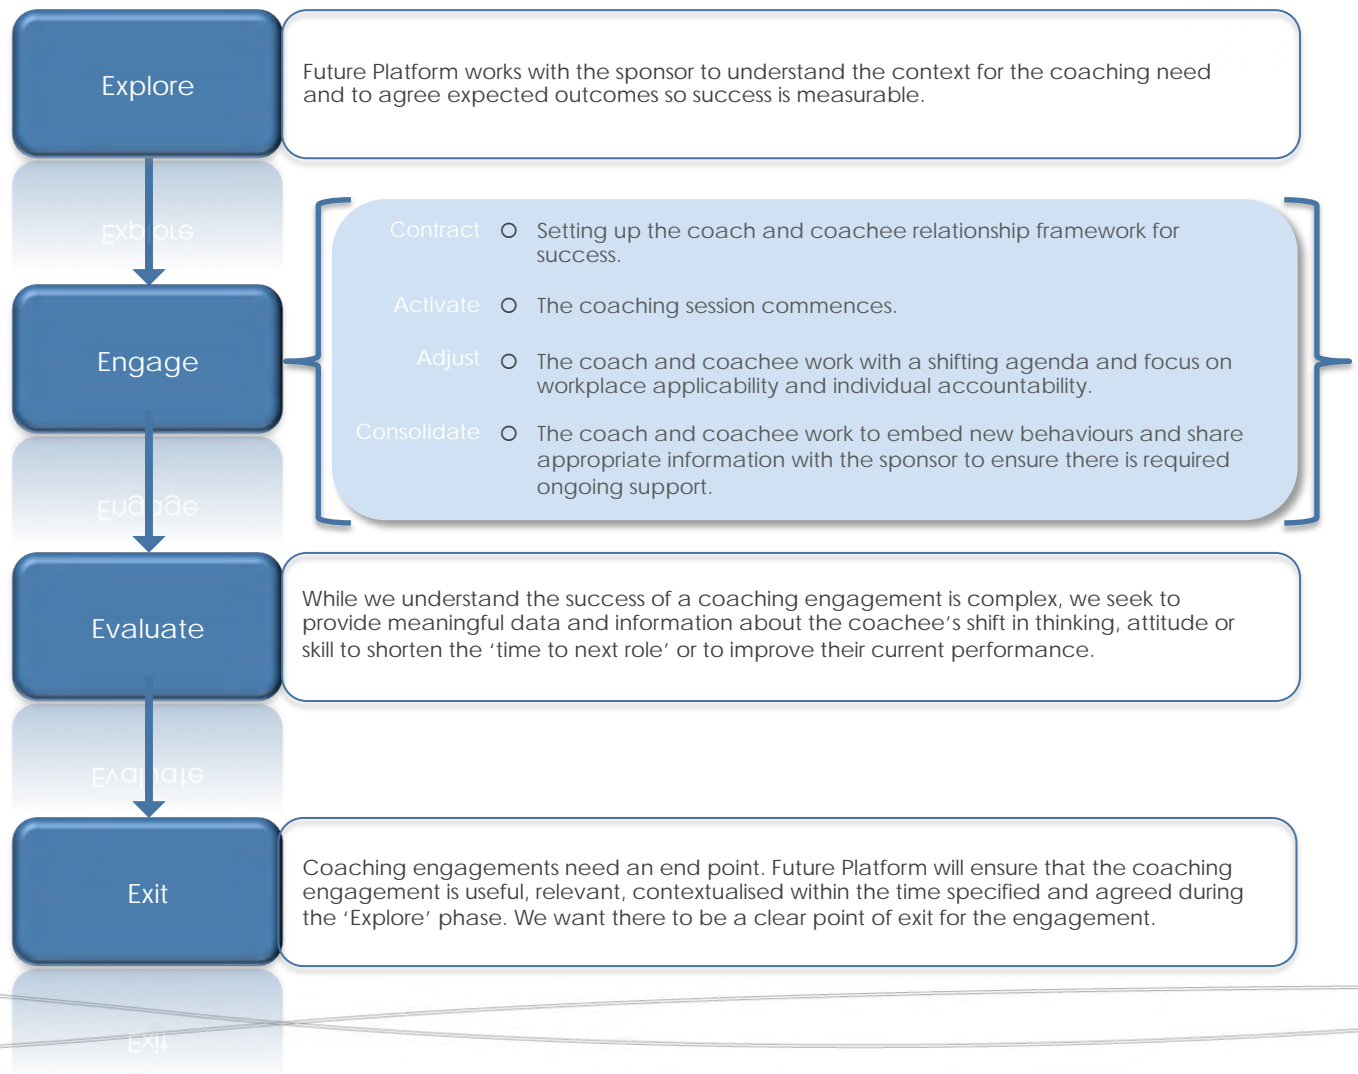 Explore
Future Platform works with the sponsor to understand the context for the coaching need
and to agree expected outcomes so success is measurable.
Explore
Contract
Setting up the coach and coachee relationship framework for
success.
Activate
The coaching session commences.
Engage
Adjust
The coach and coachee work with a shifting agenda and focus on
workplace applicability and individual accountability.
Consolidate
The coach and coachee work to embed new behaviours and share
appropriate information with the sponsor to ensure there is required
ongoing support.
Engage
Evaluate
While we understand the success of a coaching engagement is complex, we seek to
provide meaningful data and information about the coachee's shift in thinking, attitude or
skill to shorten the ‘time to next role’ or to improve their current performance.
Evaluate
Exit
Coaching engagements need an end point. Future Platform will ensure that the coaching
engagement is useful, relevant, contextualised within the time specified and agreed during
the ‘Explore’ phase. We want there to be a clear point of exit for the engagement.
Exit